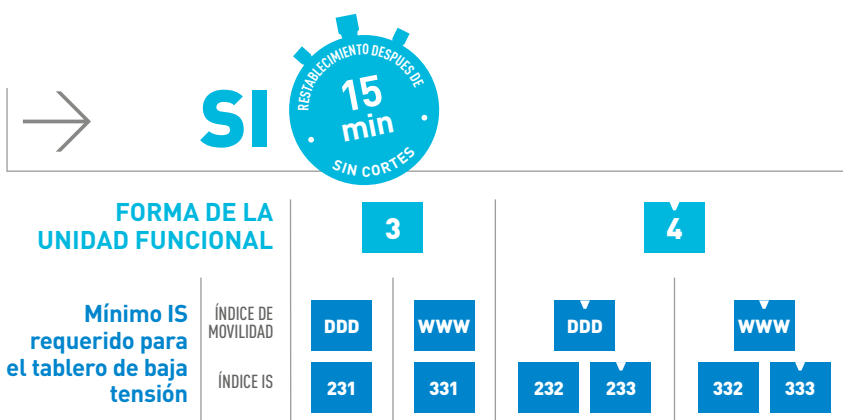 SI
RESTABLECIMIENTO DESPUES DE
15
min
SIN CORTES
FORMA DE LA
UNIDAD FUNCIONAL
3
4
Mínimo IS
requerido para
el tablero de baja
tensión
ÍNDICE DE
MOVILIDAD
DDD
WWW
DDD
WWW
ÍNDICE IS
231
331
232
233
332
333